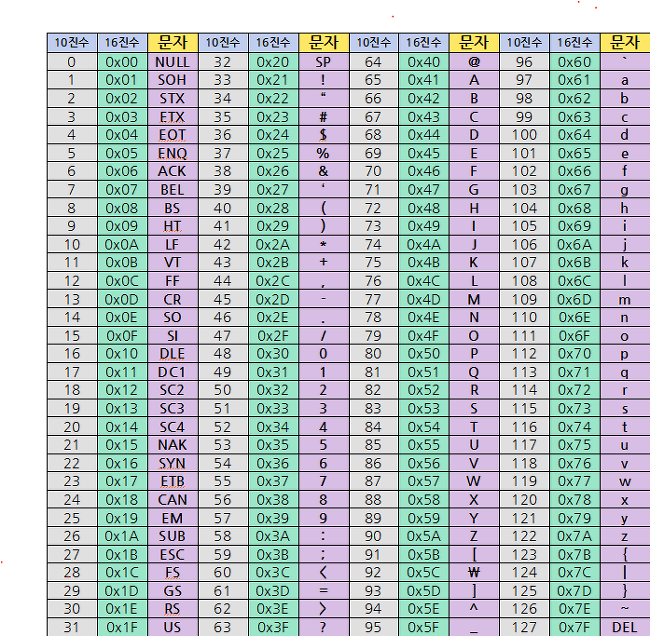 10진수 16진수 문자 10진수 16진수 문자 10진수 16진수 문자 10진수 16진수 문자
0 0x00 NULL 32 0x20 SP 64 0x40 @ 96 0x60 `
1 0x01 SOH 33 0x21 ! 65 0x41 A 97 0x61 a
2 0x02 STX 34 0x22 “ 66 0x42 B 98 0x62 b
3 0x03 ETX 35 0x23 # 67 0x43 C 99 0x63 c
4 0x04 EOT 36 0x24 $ 68 0x44 D 100 0x64 d
5 0x05 ENQ 37 0x25 % 69 0x45 E 101 0x65 e
6 0x06 ACK 38 0x26 & 70 0x46 F 102 0x66 f
7 0x07 BEL 39 0x27 ‘ 71 0x47 G 103 0x67 g
8 0x08 BS 40 0x28 ( 72 0x48 H 104 0x68 h
9 0x09 HT 41 0x29 ) 73 0x49 I 105 0x69 i
10 0x0A LF 42 0x2A * 74 0x4A J 106 0x6A j
11 0x0B VT 43 0x2B + 75 0x4B K 107 0x6B k
12 0x0C FF 44 0x2C , 76 0x4C L 108 0x6C l
13 0x0D CR 45 0x2D - 77 0x4D M 109 0x6D m
14 0x0E SO 46 0x2E . 78 0x4E N 110 0x6E n
15 0x0F SI 47 0x2F / 79 0x4F O 111 0x6F o
16 0x10 DLE 48 0x30 0 80 0x50 P 112 0x70 p
17 0x11 DC1 49 0x31 1 81 0x51 Q 113 0x71 q
18 0x12 SC2 50 0x32 2 82 0x52 R 114 0x72 r
19 0x13 SC3 51 0x33 3 83 0x53 S 115 0x73 s
20 0x14 SC4 52 0x34 4 84 0x54 T 116 0x74 t
21 0x15 NAK 53 0x35 5 85 0x55 U 117 0x75 u
22 0x16 SYN 54 0x36 6 86 0x56 V 118 0x76 v
23 0x17 ETB 55 0x37 7 87 0x57 W 119 0x77 w
24 0x18 CAN 56 0x38 8 88 0x58 X 120 0x78 x
25 0x19 EM 57 0x39 9 89 0x59 Y 121 0x79 y
26 0x1A SUB 58 0x3A : 90 0x5A Z 122 0x7A z
27 0x1B ESC 59 0x3B ; 91 0x5B [ 123 0x7B {
28 0x1C FS 60 0x3C < 92 0x5C ₩ 124 0x7C |
29 0x1D GS 61 0x3D = 93 0x5D ] 125 0x7D }
30 0x1E RS 62 0x3E > 94 0x5E ^ 126 0x7E ~
31 0x1F US 63 0x3F ? 95 0x5F _ 127 0x7F DEL